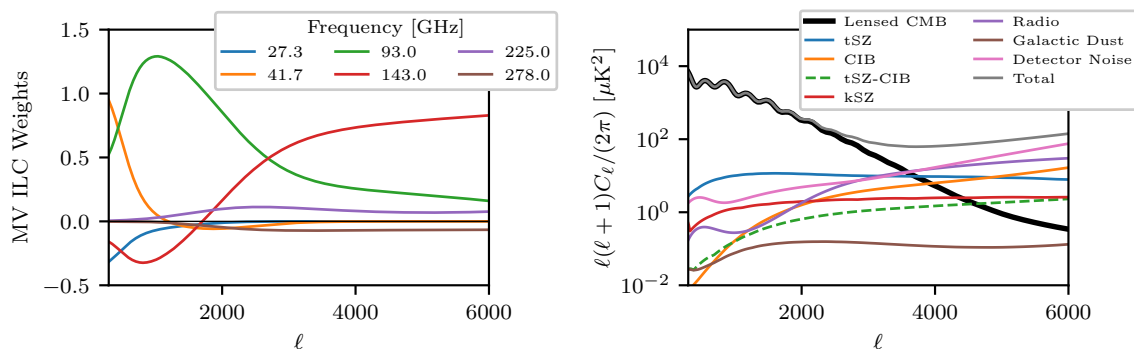 Frequency [GHz]
27.3 93.0 225.0
41.7 143.0 278.0
MV ILC Weights
1.5
1.0
0.5
0.0
−0.5
2000 4000 6000
ℓ
Lensed CMB Radio
tSZ Galactic Dust
CIB Detector Noise
tSZ-CIB Total
kSZ
ℓ(ℓ + 1)Cℓ/(2π) [μK²]
10⁴
10²
10⁰
10⁻²
2000 4000 6000
ℓ